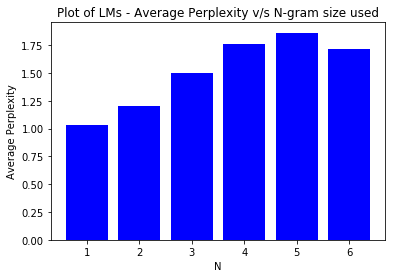 Plot of LMs - Average Perplexity v/s N-gram size used
Average Perplexity
1.75
1.50
1.25
1.00
0.75
0.50
0.25
0.00
1 2 3 4 5 6
N